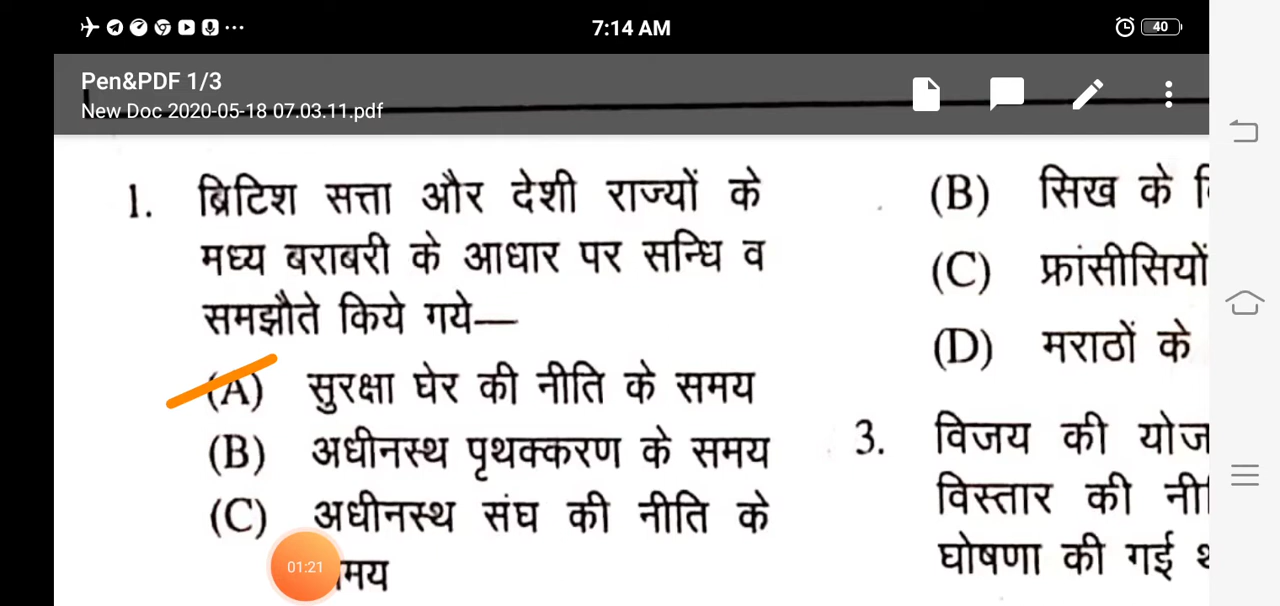 7:14 AM
40
Pen&PDF 1/3
New Doc 2020-05-18 07.03.11.pdf
1. ब्रिटिश सत्ता और देशी राज्यों के
मध्य बराबरी के आधार पर सन्धि व
समझौते किये गये—
(A) सुरक्षा घेर की नीति के समय
(B) अधीनस्थ पृथक्करण के समय
(C) अधीनस्थ संघ की नीति के
01:21
(B) सिख के
(C) फ्रांसीसियों
(D) मराठों के
3. विजय की
विस्तार की
घोषणा की गई